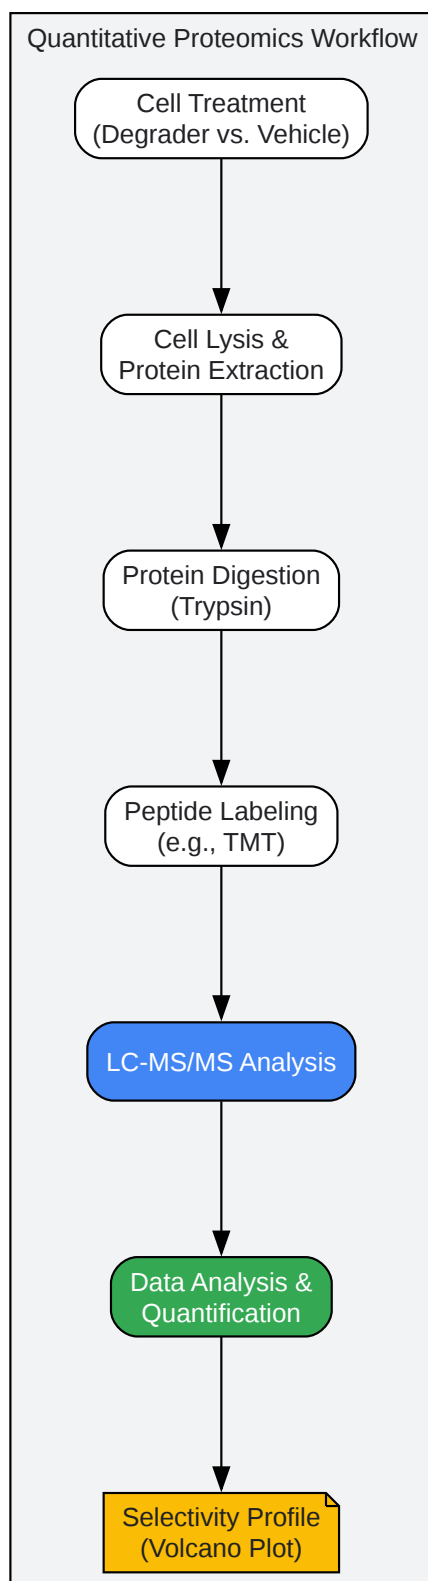 Quantitative Proteomics Workflow
Cell Treatment
(Degrader vs. Vehicle)
Cell Lysis &
Protein Extraction
Protein Digestion
(Trypsin)
Peptide Labeling
(e.g., TMT)
LC-MS/MS Analysis
Data Analysis &
Quantification
Selectivity Profile
(Volcano Plot)